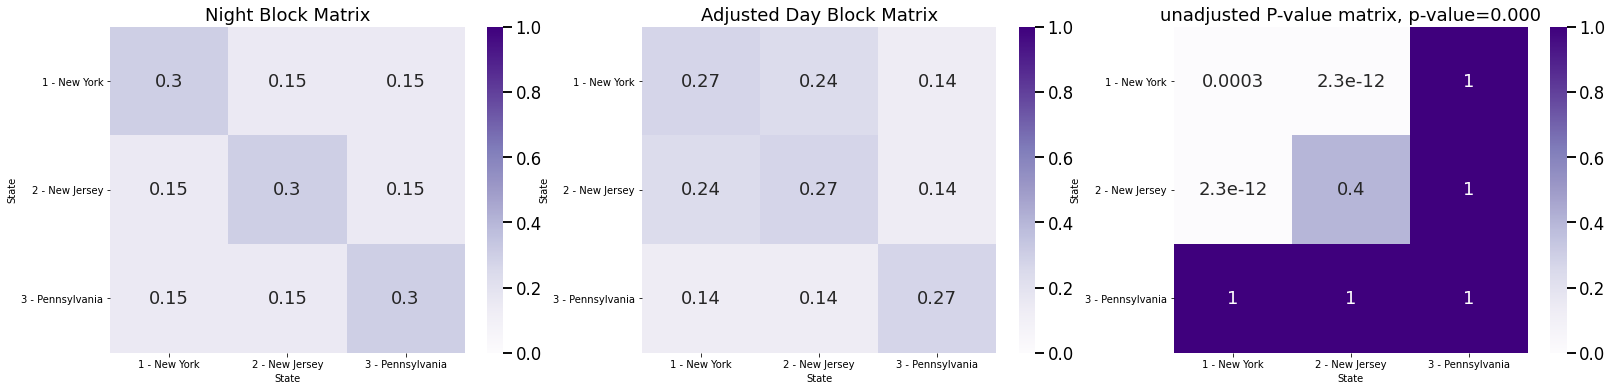 Night Block Matrix
1 - New York
2 - New Jersey
3 - Pennsylvania
State
0.3 0.15 0.15
0.15 0.3 0.15
0.15 0.15 0.3
1 - New York 2 - New Jersey 3 - Pennsylvania
State
1.0
0.8
0.6
0.4
0.2
0.0
Adjusted Day Block Matrix
1 - New York
2 - New Jersey
3 - Pennsylvania
State
0.27 0.24 0.14
0.24 0.27 0.14
0.14 0.14 0.27
1 - New York 2 - New Jersey 3 - Pennsylvania
State
1.0
0.8
0.6
0.4
0.2
0.0
unadjusted P-value matrix, p-value=0.000
1 - New York
2 - New Jersey
3 - Pennsylvania
State
0.0003 2.3e-12 1
2.3e-12 0.4 1
1 1 1
1 - New York 2 - New Jersey 3 - Pennsylvania
State
1.0
0.8
0.6
0.4
0.2
0.0